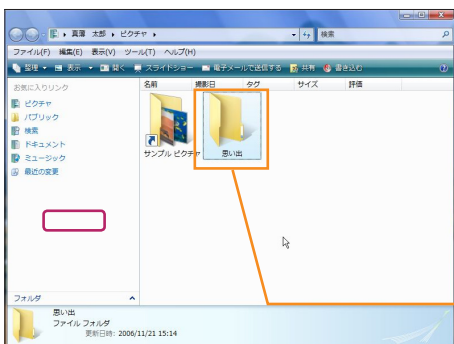 真薄 太郎 ▸ ピクチャ ▸
検索
ファイル(F) 編集(E) 表示(V) ツール(T) ヘルプ(H)
整理 表示 開く スライドショー 電子メールで送信する 共有 書き込む
お気に入りリンク
名前 撮影日 タグ サイズ 評価
ピクチャ
パブリック
検索
ドキュメント
ミュージック
最近の変更
サンプル ピクチャ
思い出
フォルダ
思い出
ファイル フォルダ
更新日時: 2006/11/21 15:14